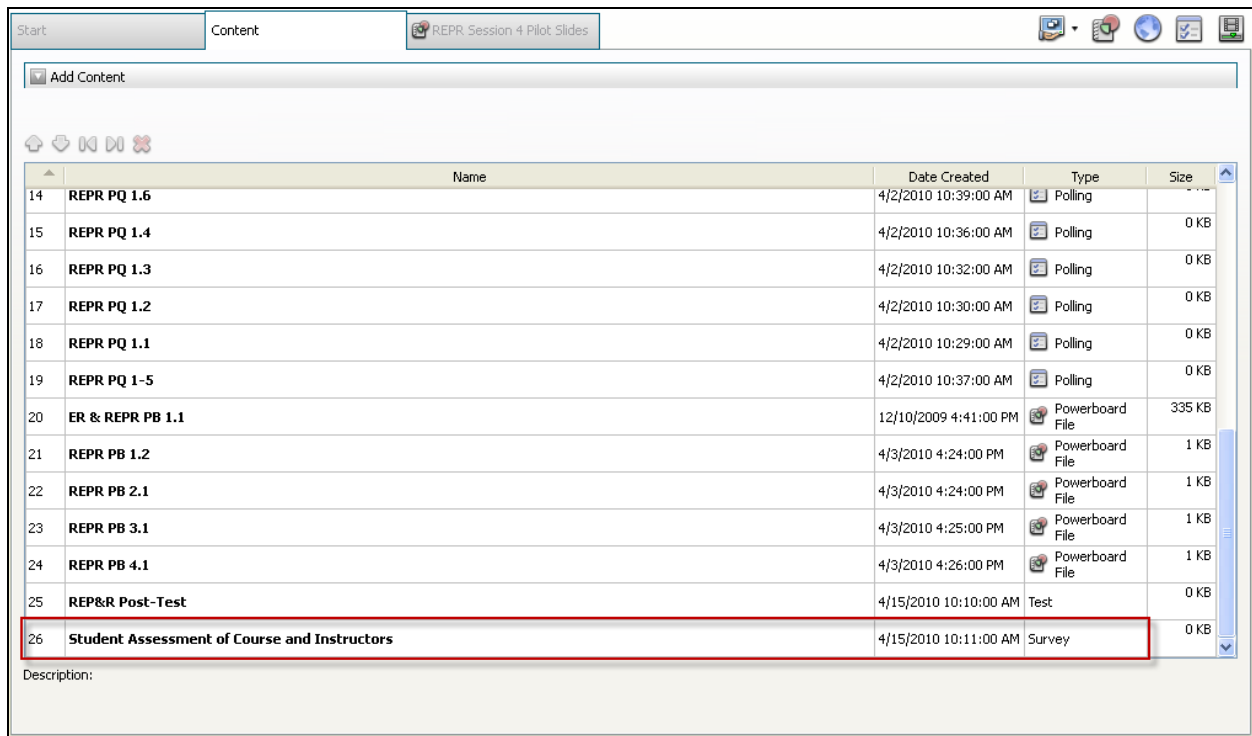 Start Content REPR Session 4 Pilot Slides
Add Content
Name Date Created Type Size
14 REPR PQ 1.6 4/2/2010 10:39:00 AM Polling
15 REPR PQ 1.4 4/2/2010 10:36:00 AM Polling 0 KB
16 REPR PQ 1.3 4/2/2010 10:32:00 AM Polling 0 KB
17 REPR PQ 1.2 4/2/2010 10:30:00 AM Polling 0 KB
18 REPR PQ 1.1 4/2/2010 10:29:00 AM Polling 0 KB
19 REPR PQ 1-5 4/2/2010 10:37:00 AM Polling 0 KB
20 ER & REPR PB 1.1 12/10/2009 4:41:00 PM Powerboard File 335 KB
21 REPR PB 1.2 4/3/2010 4:24:00 PM Powerboard File 1 KB
22 REPR PB 2.1 4/3/2010 4:24:00 PM Powerboard File 1 KB
23 REPR PB 3.1 4/3/2010 4:25:00 PM Powerboard File 1 KB
24 REPR PB 4.1 4/3/2010 4:26:00 PM Powerboard File 1 KB
25 REP&R Post-Test 4/15/2010 10:10:00 AM Test 0 KB
26 Student Assessment of Course and Instructors 4/15/2010 10:11:00 AM Survey 0 KB
Description: